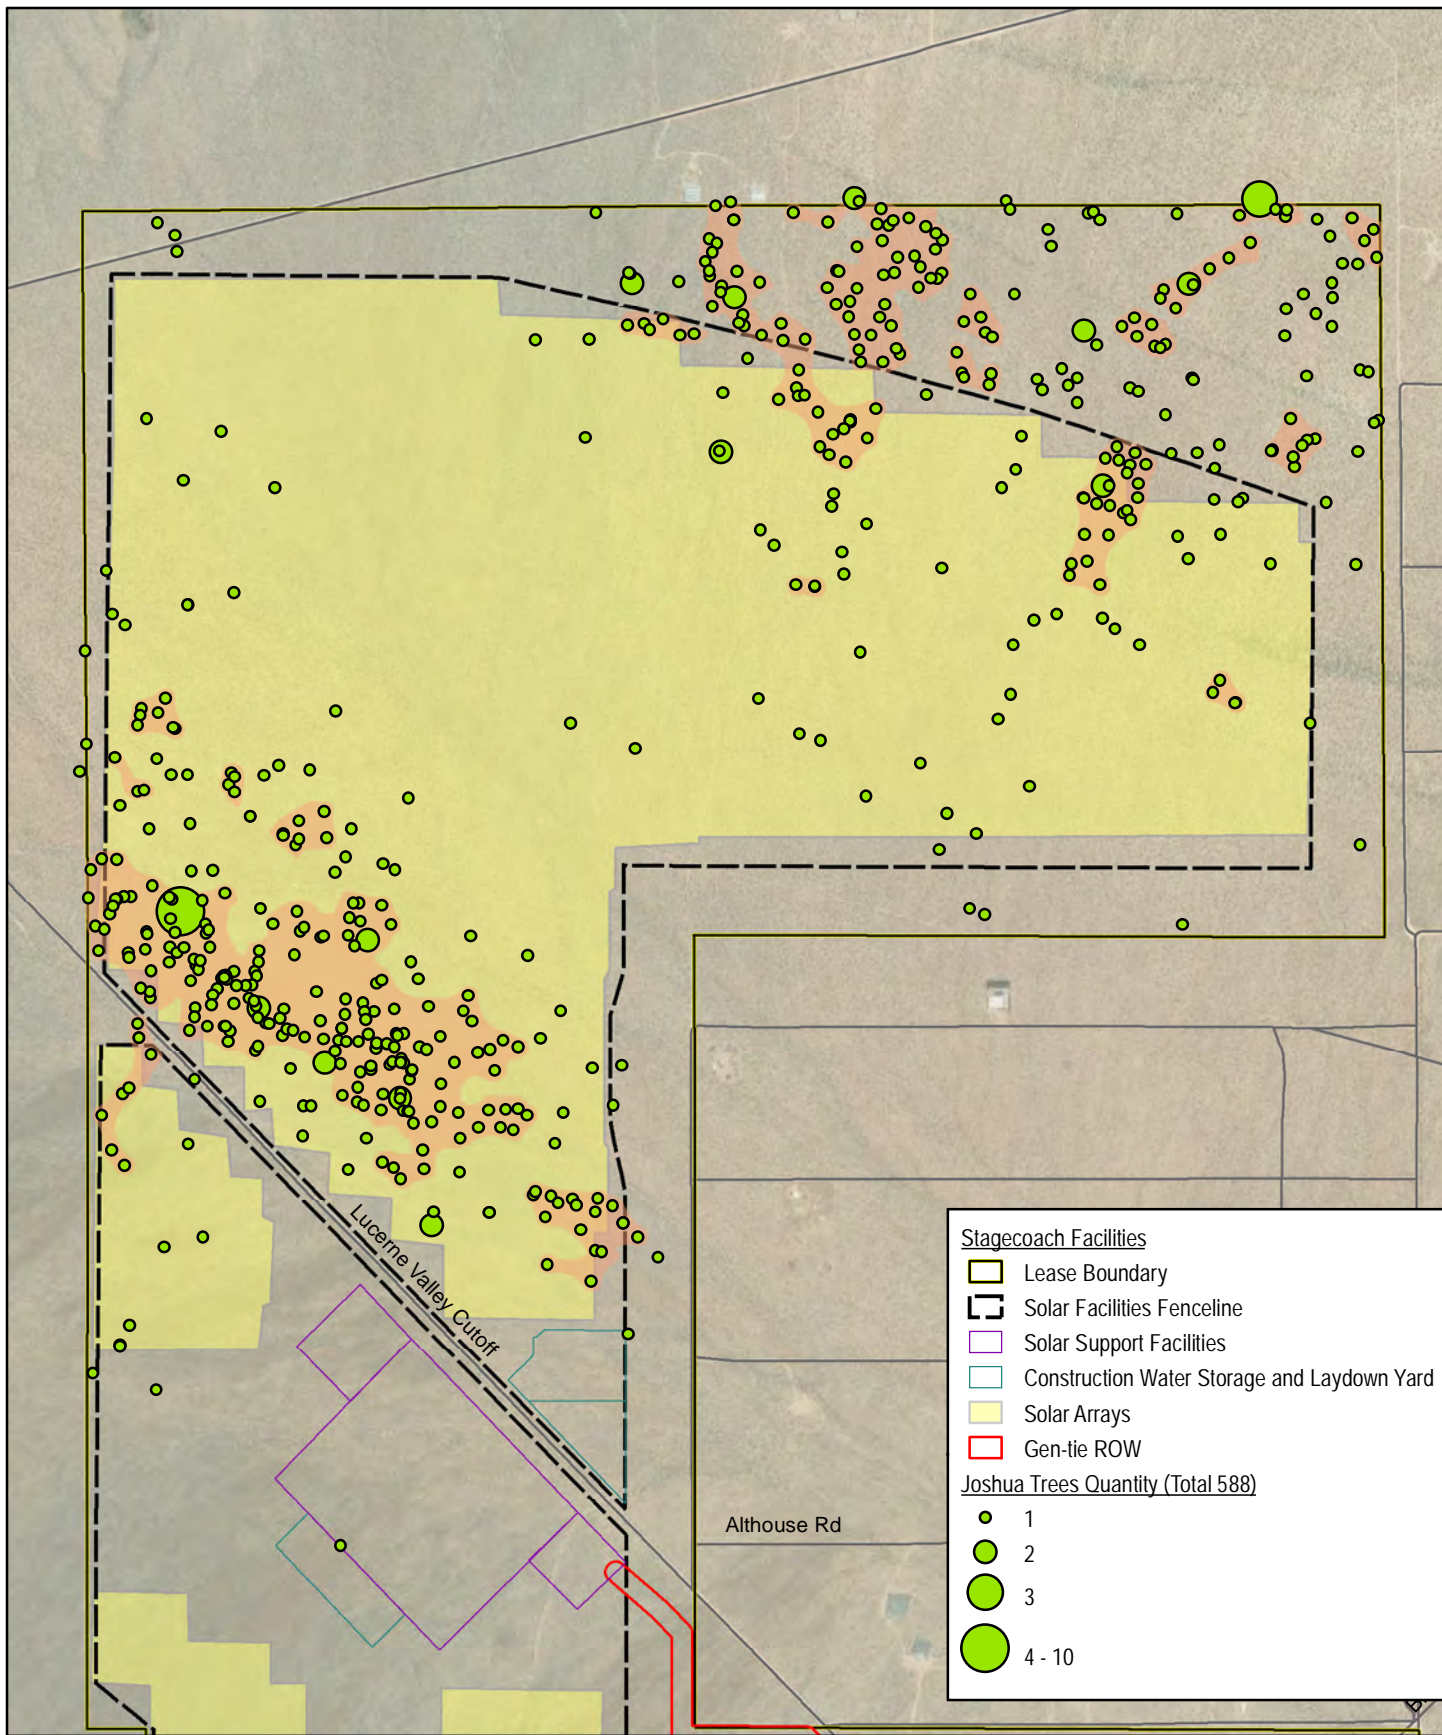 Lucerne Valley Cutoff
Stagecoach Facilities
Lease Boundary
Solar Facilities Fenceline
Solar Support Facilities
Construction Water Storage and Laydown Yard
Solar Arrays
Gen-tie ROW
Joshua Trees Quantity (Total 588)
1
2
3
4 - 10
Althouse Rd